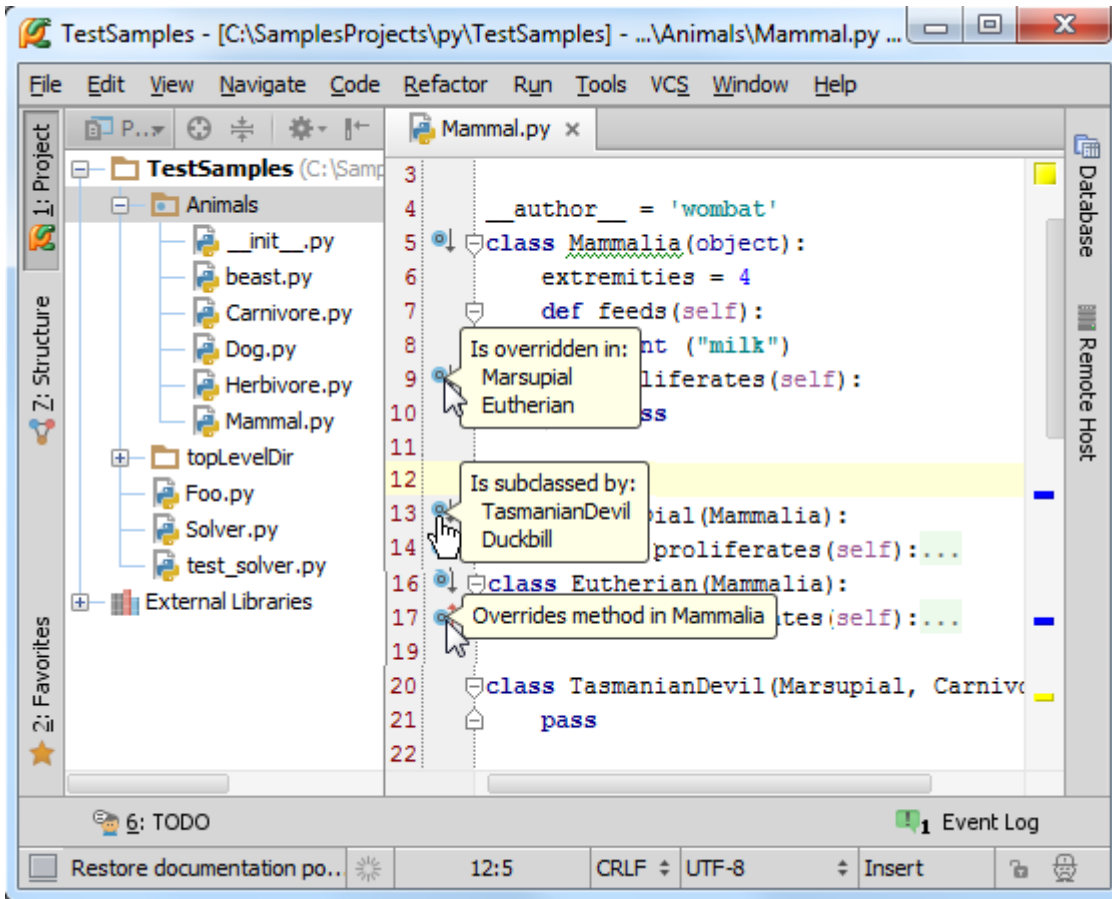 TestSamples - [C:\SamplesProjects\py\TestSamples] - ...\Animals\Mammal.py ...
File Edit View Navigate Code Refactor Run Tools VCS Window Help
1: Project
Z: Structure
2: Favorites
P...
TestSamples (C:\Samp
Animals
__init__.py
beast.py
Carnivore.py
Dog.py
Herbivore.py
Mammal.py
topLevelDir
Foo.py
Solver.py
test_solver.py
External Libraries
Mammal.py
3
4 __author__ = 'wombat'
5 class Mammalia(object):
6 extremities = 4
7 def feeds(self):
8 nt ("milk")
9 liferates(self):
10 ss
11
12
13 ial(Mammalia):
14 proliferates(self):...
16 class Eutherian(Mammalia):
17 tes(self):...
19
20 class TasmanianDevil(Marsupial, Carniv
21 pass
22
Is overridden in:
Marsupial
Eutherian
Is subclassed by:
TasmanianDevil
Duckbill
Overrides method in Mammalia
Database
Remote Host
6: TODO
1 Event Log
Restore documentation po... 12:5 CRLF UTF-8 Insert